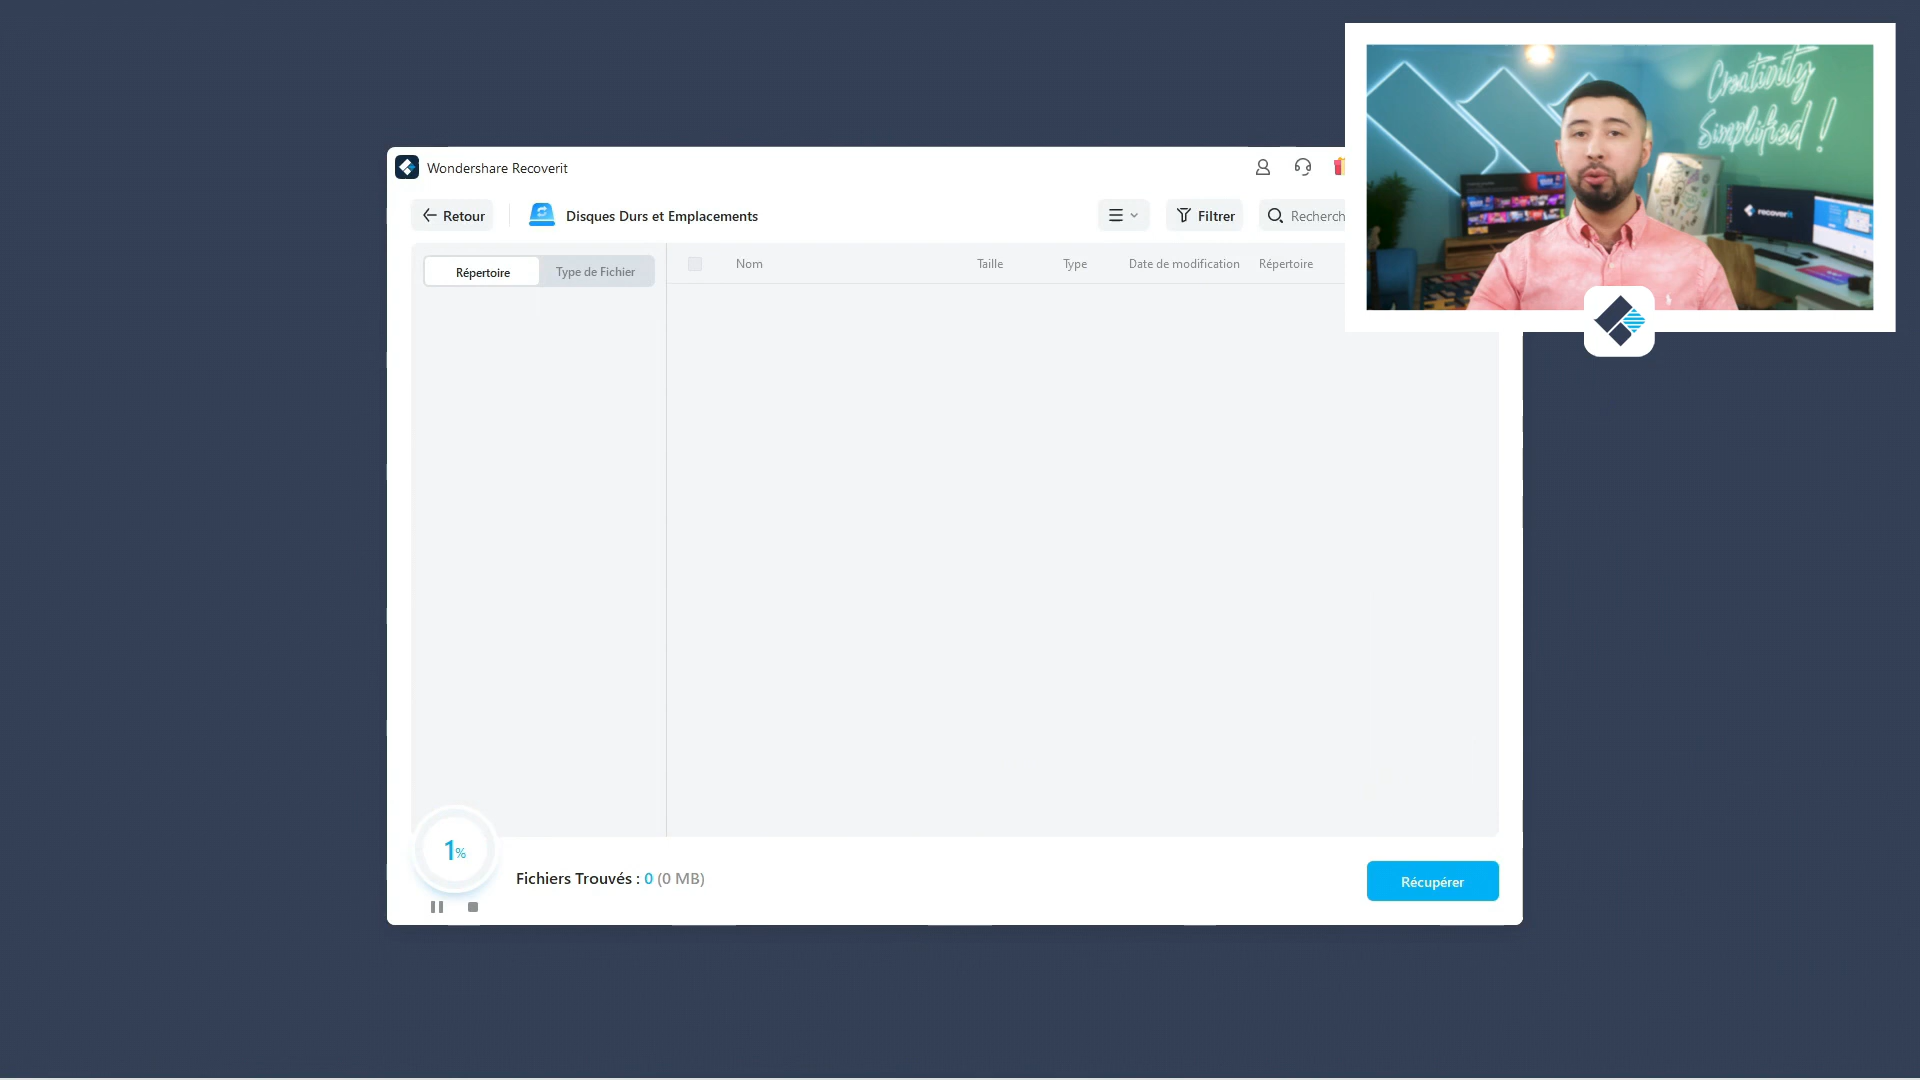 Creativity
Simplified !
recoverit
Wondershare Recoverit
Retour
Disques Durs et Emplacements
Filtrer
Recherch
Répertoire
Type de Fichier
Nom
Taille
Type
Date de modification
Répertoire
1%
Fichiers Trouvés : 0 (0 MB)
Récupérer